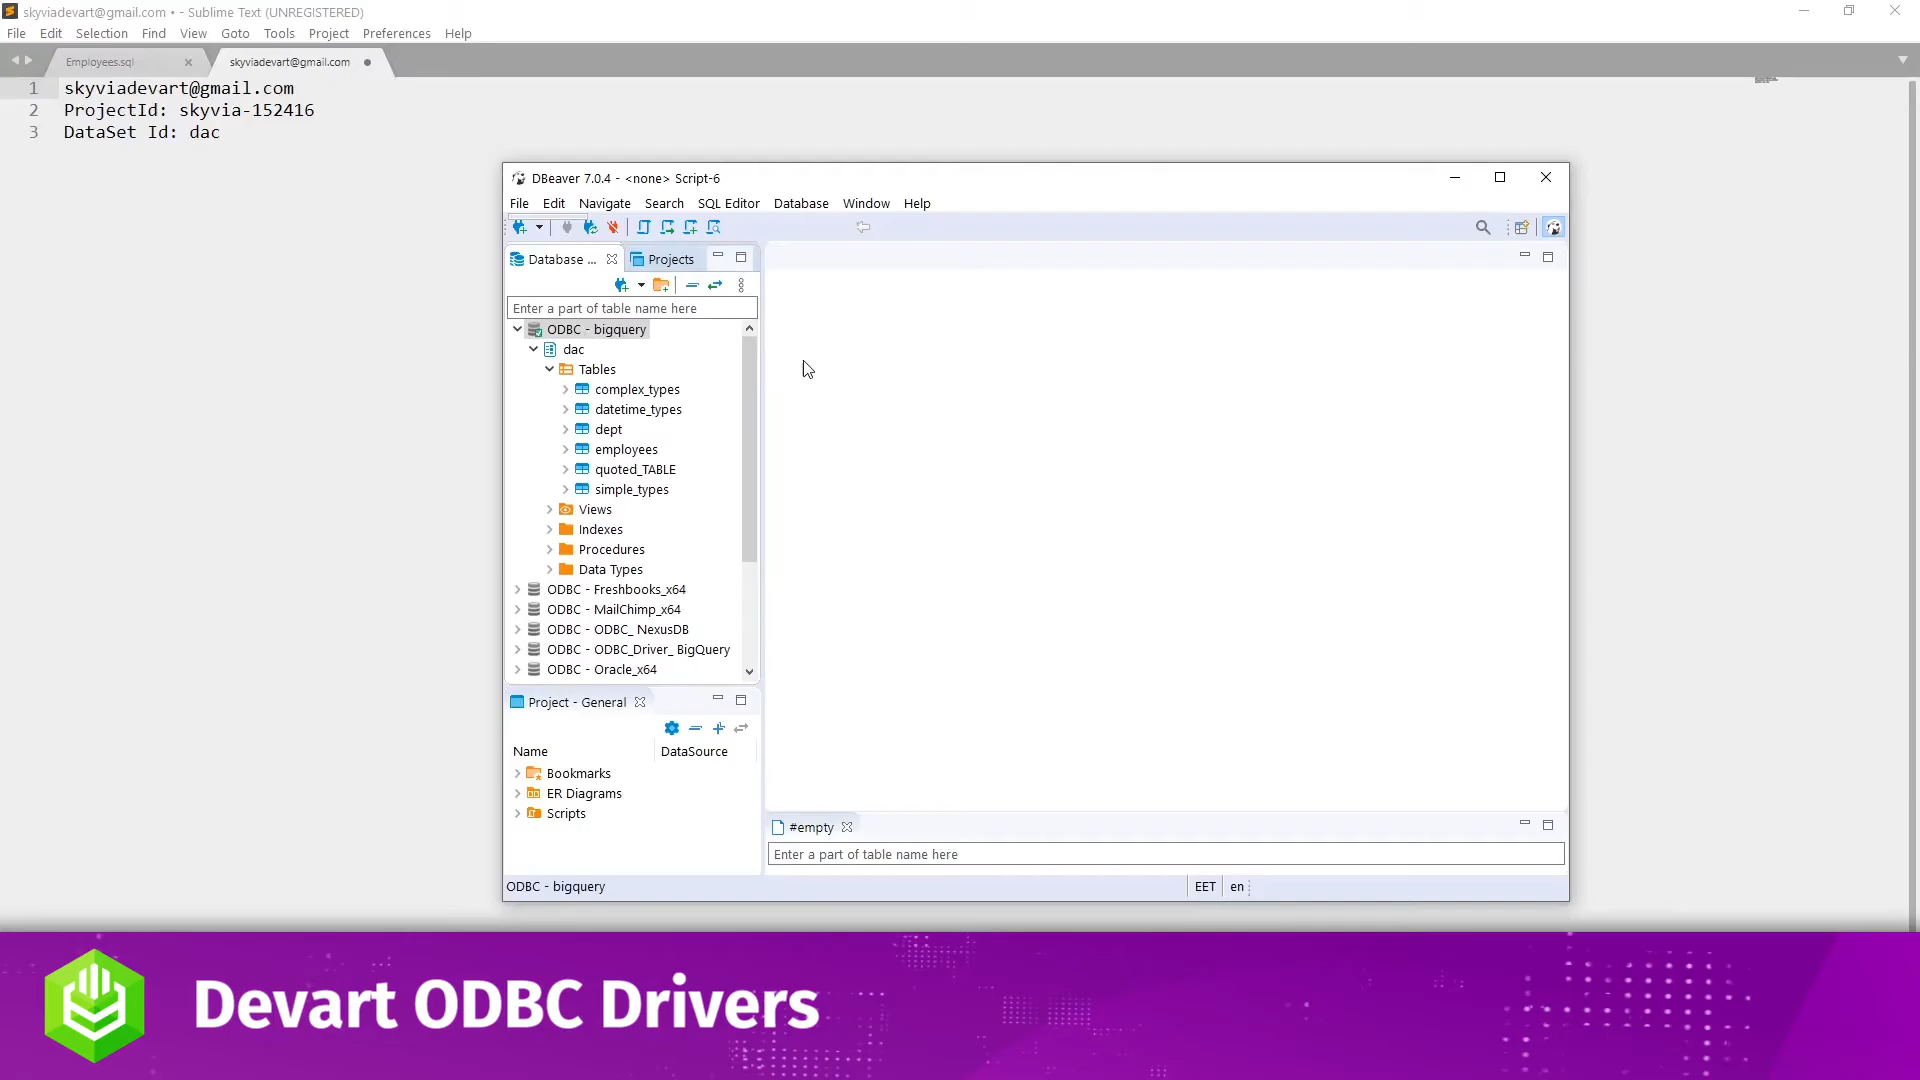 skyviadevart@gmail.com • - Sublime Text (UNREGISTERED)
File Edit Selection Find View Goto Tools Project Preferences Help
Employees.sql
skyviadevart@gmail.com
1 skyviadevart@gmail.com
2 ProjectId: skyvia-152416
3 DataSet Id: dac
DBeaver 7.0.4 - <none> Script-6
File Edit Navigate Search SQL Editor Database Window Help
Database ...
Projects
Enter a part of table name here
ODBC - bigquery
dac
Tables
complex_types
datetime_types
dept
employees
quoted_TABLE
simple_types
Views
Indexes
Procedures
Data Types
ODBC - Freshbooks_x64
ODBC - MailChimp_x64
ODBC - ODBC_ NexusDB
ODBC - ODBC_Driver_ BigQuery
ODBC - Oracle_x64
Project - General
Name DataSource
Bookmarks
ER Diagrams
Scripts
#empty
Enter a part of table name here
ODBC - bigquery
EET en
Devart ODBC Drivers